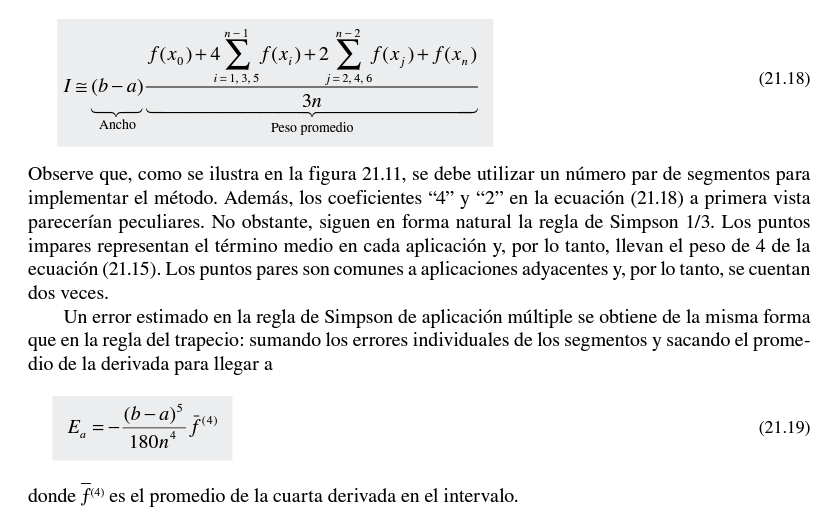 I ≅ (b – a) \frac{f(x_0) + 4 \sum_{i=1,3,5}^{n-1} f(x_i) + 2 \sum_{j=2,4,6}^{n-2} f(x_j) + f(x_n)}{3n} (21.18)
Ancho Peso promedio
Observe que, como se ilustra en la figura 21.11, se debe utilizar un número par de segmentos para
implementar el método. Además, los coeficientes “4” y “2” en la ecuación (21.18) a primera vista
parecerían peculiares. No obstante, siguen en forma natural la regla de Simpson 1/3. Los puntos
impares representan el término medio en cada aplicación y, por lo tanto, llevan el peso de 4 de la
ecuación (21.15). Los puntos pares son comunes a aplicaciones adyacentes y, por lo tanto, se cuentan
dos veces.
Un error estimado en la regla de Simpson de aplicación múltiple se obtiene de la misma forma
que en la regla del trapecio: sumando los errores individuales de los segmentos y sacando el prome-
dio de la derivada para llegar a
E_a = – \frac{(b – a)^5}{180n^4} \bar{f}^{(4)} (21.19)
donde \overline{f}^{(4)} es el promedio de la cuarta derivada en el intervalo.